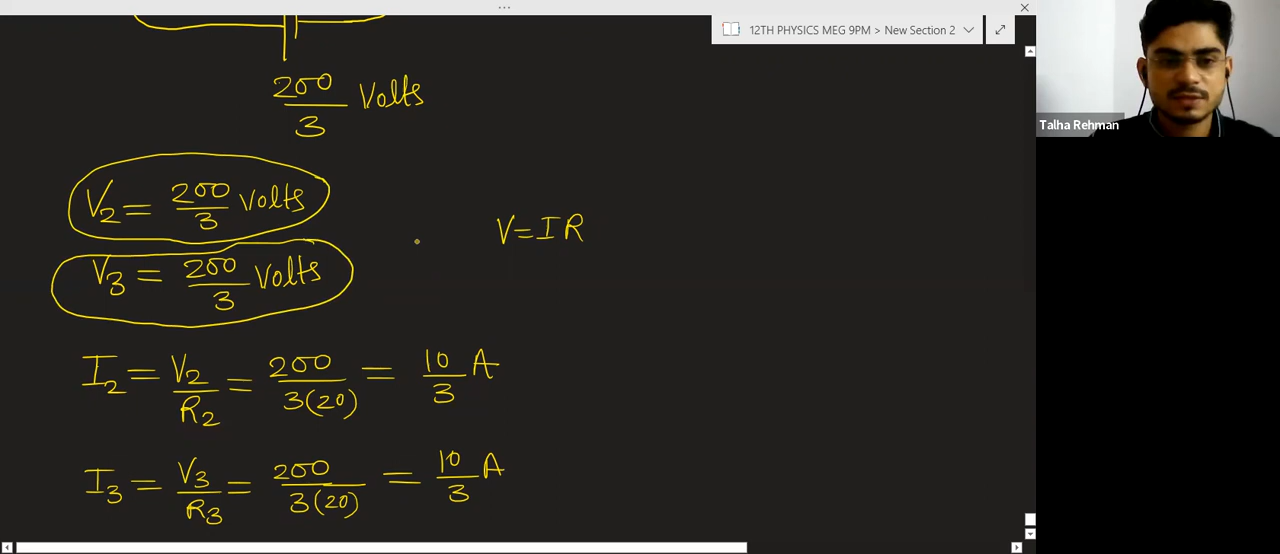 12TH PHYSICS MEG 9PM > New Section 2
Talha Rehman
200/3 Volts
V2 = 200/3 volts
V = IR
V3 = 200/3 volts
I2 = V2/R2 = 200/3(20) = 10/3 A
I3 = V3/R3 = 200/3(20) = 10/3 A